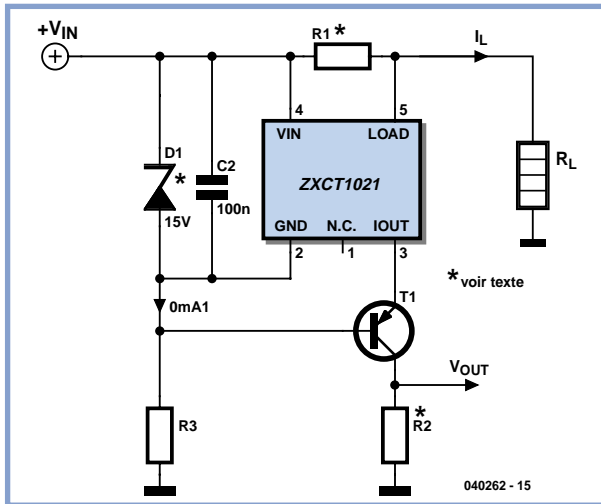 +VIN
R1*
IL
4
5
VIN
LOAD
D1
*
C2
100n
15V
ZXCT1021
RL
GND
N.C.
IOUT
2
1
3
*voir texte
0mA1
T1
VOUT
R3
R2
*
040262 - 15